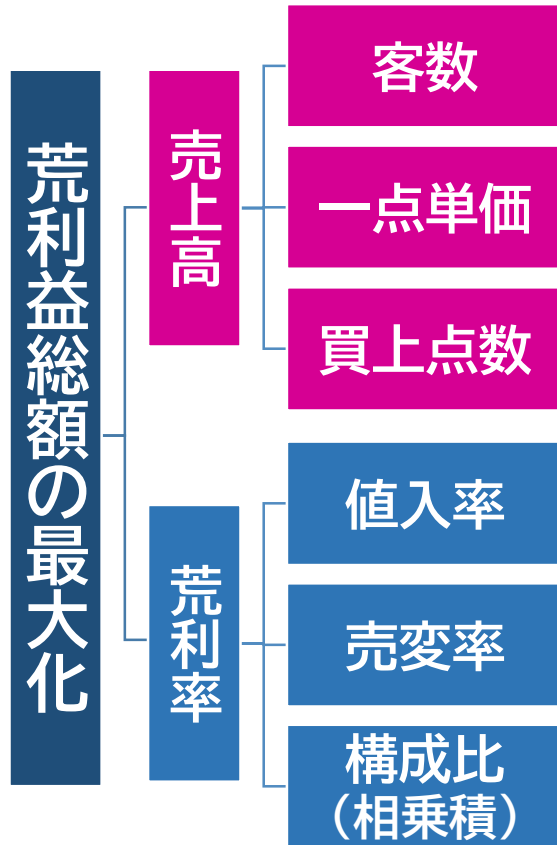 荒利益総額の最大化
売上高
客数
一点単価
買上点数
荒利率
値入率
売変率
構成比
（相乗積）